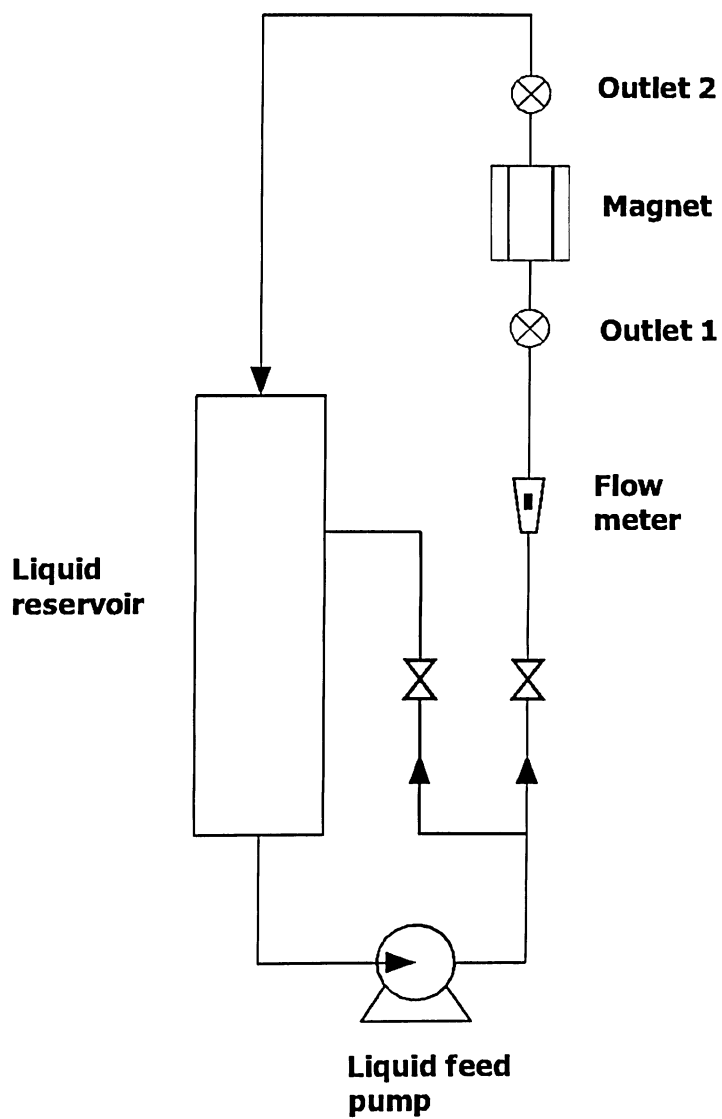 Outlet 2
Magnet
Outlet 1
Flow
meter
Liquid
reservoir
Liquid feed
pump